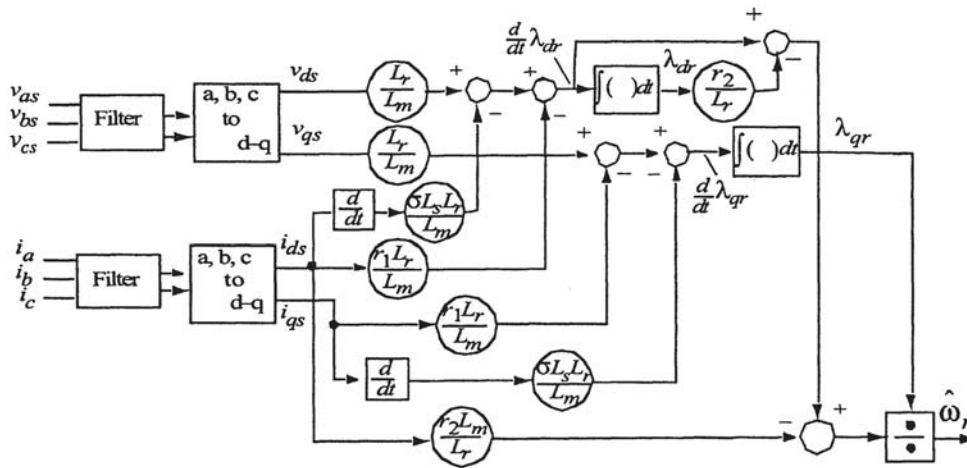 v_as
v_bs
v_cs
Filter
a, b, c
to
d–q
v_ds
v_qs
L_r
L_m
L_r
L_m
+
−
+
−
d/dt λ_dr
∫( )dt
λ_dr
r_2
L_r
+
−
+
−
+
−
d/dt λ_qr
∫( )dt
λ_qr
d
dt
σL_sL_r
L_m
i_a
i_b
i_c
Filter
a, b, c
to
d–q
i_ds
i_qs
r_1L_r
L_m
r_1L_r
L_m
d
dt
σL_sL_r
L_m
r_2L_m
L_r
−
+
÷
ω̂_r